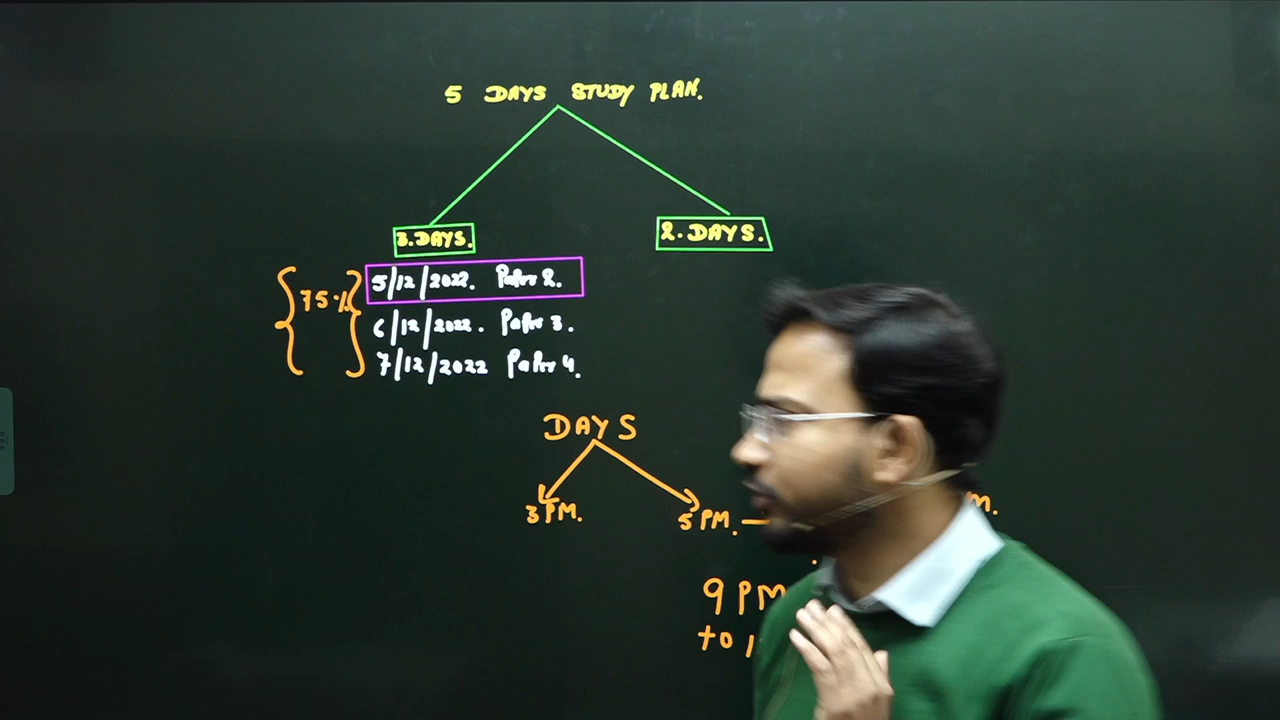 5 DAYS STUDY PLAN.
3.DAYS.
2.DAYS.
75%
5/12/2022. Paper 2.
6/12/2022. Paper 3.
7/12/2022 Paper 4.
DAYS
3 PM.
5 PM.
9 PM
to